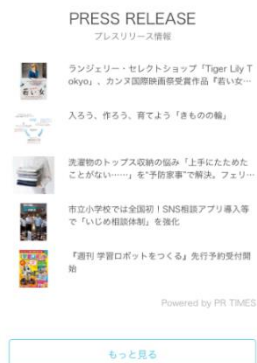 PRESS RELEASE
プレスリリース情報
ランジェリー・セレクトショップ「Tiger Lily T
okyo」、カンヌ国際映画祭受賞作品『若い女…
入ろう、作ろう、育てよう「きものの輪」
洗濯物のトップス収納の悩み「上手にたためた
ことがない……」を“予防家事”で解決。フェリ…
市立小学校では全国初！SNS相談アプリ導入等
で「いじめ相談体制」を強化
『週刊 学習ロボットをつくる』先行予約受付開
始
Powered by PR TIMES
もっと見る